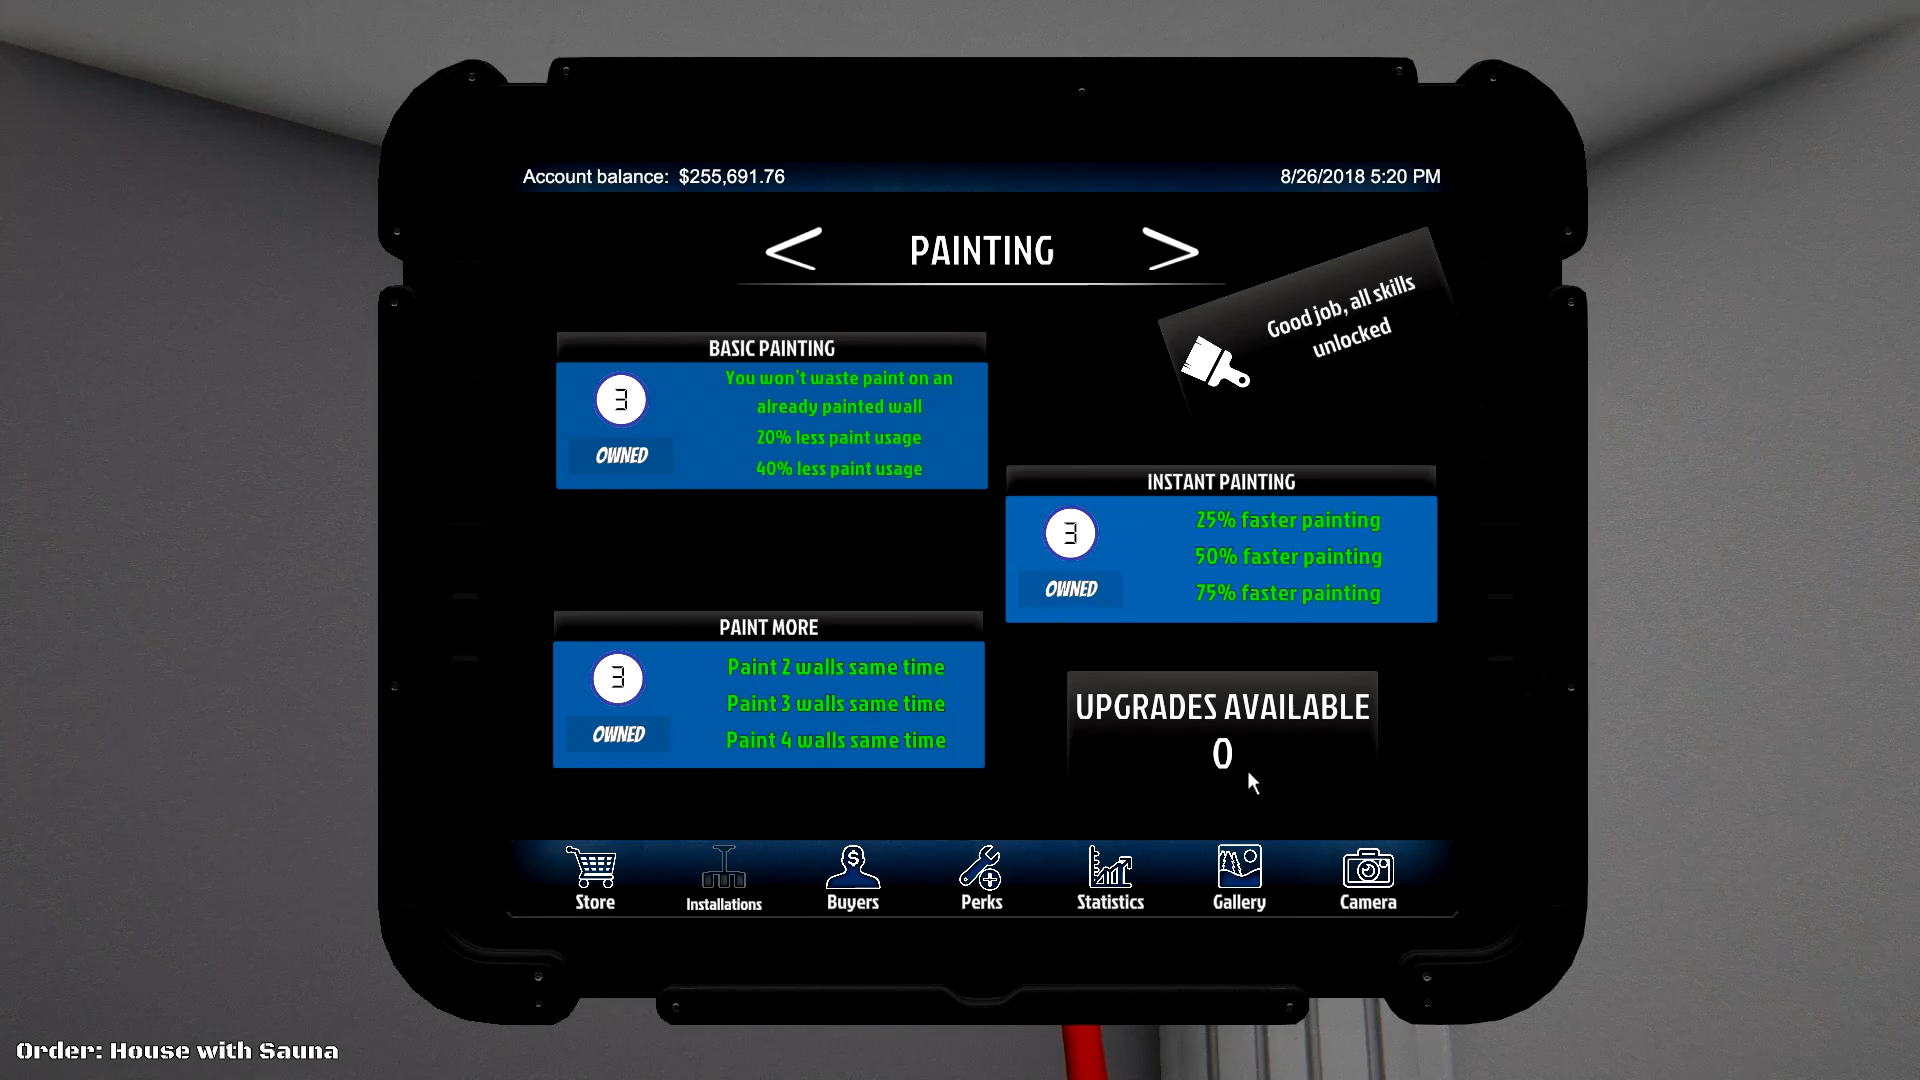 Account balance: $255,691.76
8/26/2018 5:20 PM
< PAINTING >
Good job, all skills
unlocked
BASIC PAINTING
3
OWNED
You won't waste paint on an
already painted wall
20% less paint usage
40% less paint usage
INSTANT PAINTING
3
OWNED
25% faster painting
50% faster painting
75% faster painting
PAINT MORE
3
OWNED
Paint 2 walls same time
Paint 3 walls same time
Paint 4 walls same time
UPGRADES AVAILABLE
0
Store
Installations
Buyers
Perks
Statistics
Gallery
Camera
Order: House with Sauna